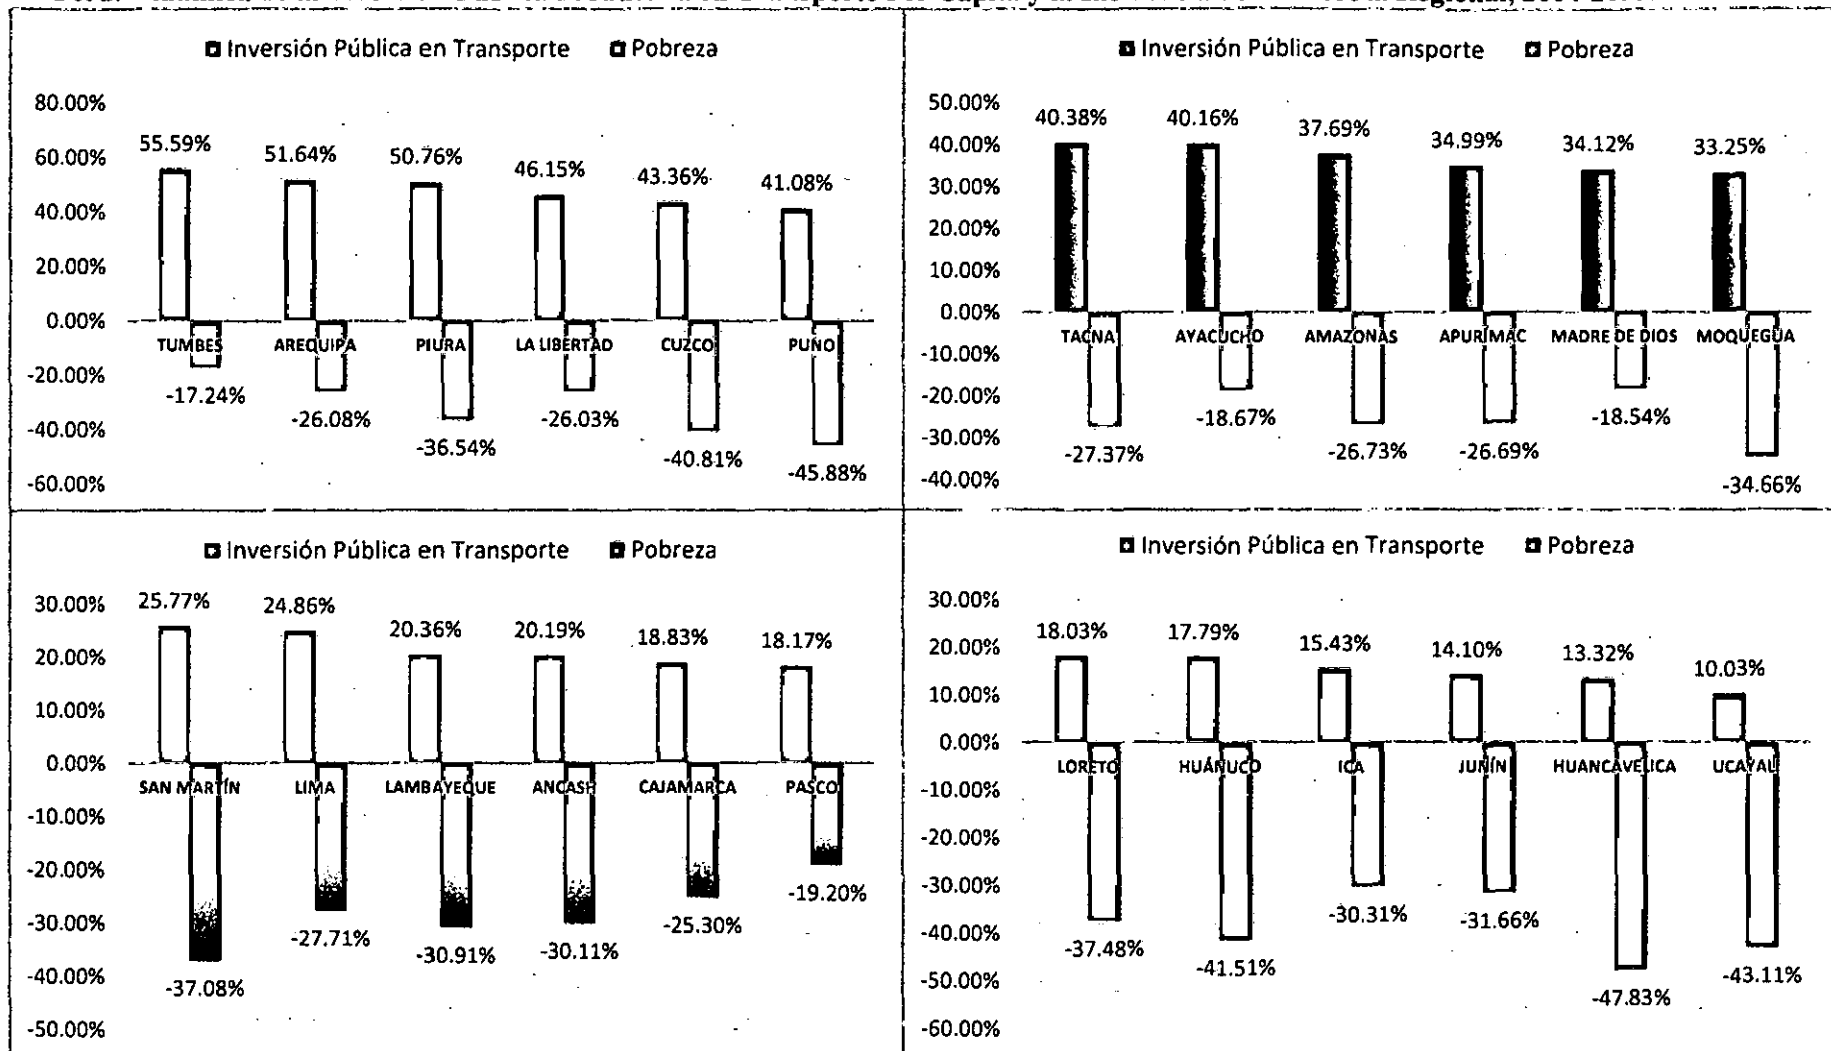 Inversión Pública en Transporte Pobreza
80.00%
60.00%
40.00%
20.00%
0.00%
-20.00%
-40.00%
-60.00%
55.59% 51.64% 50.76% 46.15% 43.36% 41.08%
TUMBES AREQUIPA PIURA LA LIBERTAD CUZCO PUNO
-17.24% -26.08% -36.54% -26.03% -40.81% -45.88%
Inversión Pública en Transporte Pobreza
50.00%
40.00%
30.00%
20.00%
10.00%
0.00%
-10.00%
-20.00%
-30.00%
-40.00%
40.38% 40.16% 37.69% 34.99% 34.12% 33.25%
TACNA AYACUCHO AMAZONAS APURÍMAC MADRE DE DIOS MOQUEGUA
-27.37% -18.67% -26.73% -26.69% -18.54% -34.66%
Inversión Pública en Transporte Pobreza
30.00%
20.00%
10.00%
0.00%
-10.00%
-20.00%
-30.00%
-40.00%
-50.00%
25.77% 24.86% 20.36% 20.19% 18.83% 18.17%
SAN MARTÍN LIMA LAMBAYEQUE ANCASH CAJAMARCA PASCO
-37.08% -27.71% -30.91% -30.11% -25.30% -19.20%
Inversión Pública en Transporte Pobreza
30.00%
20.00%
10.00%
0.00%
-10.00%
-20.00%
-30.00%
-40.00%
-50.00%
-60.00%
18.03% 17.79% 15.43% 14.10% 13.32% 10.03%
LORETO HUÁNUCO ICA JUNÍN HUANCAVELICA UCAYALI
-37.48% -41.51% -30.31% -31.66% -47.83% -43.11%